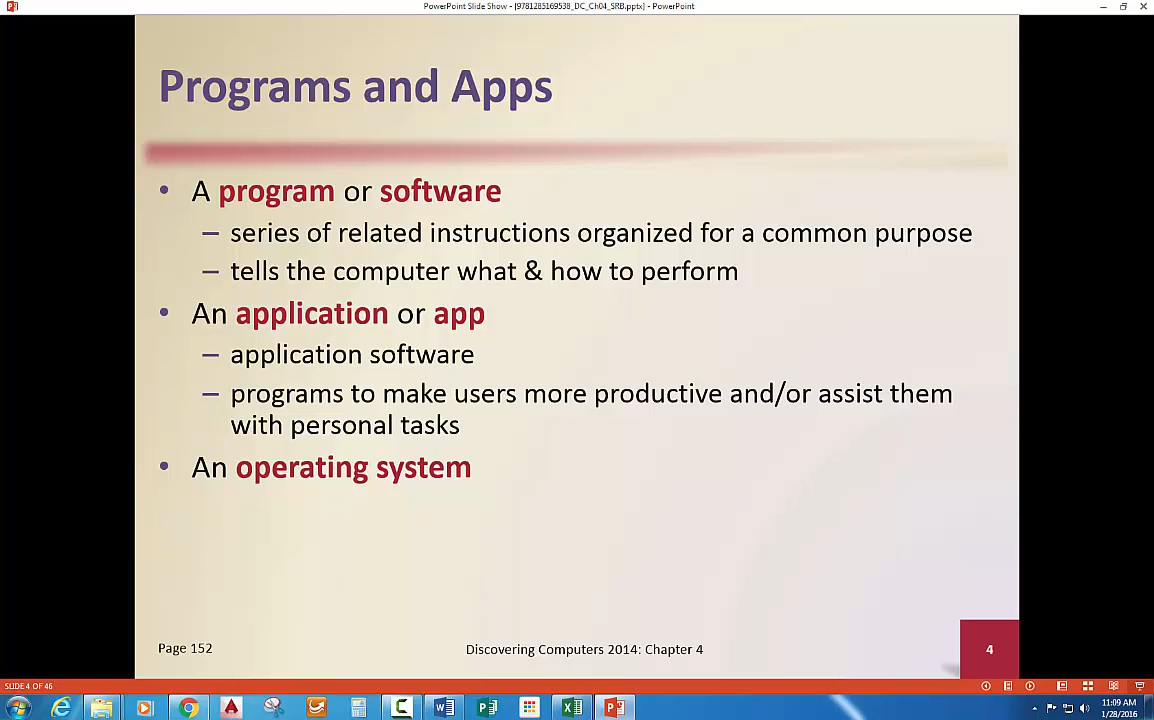 PowerPoint Slide Show - [9781285169538_DC_Ch04_SRB.pptx] - PowerPoint
Programs and Apps
• A program or software
– series of related instructions organized for a common purpose
– tells the computer what & how to perform
• An application or app
– application software
– programs to make users more productive and/or assist them
with personal tasks
• An operating system
Page 152
Discovering Computers 2014: Chapter 4
4
SLIDE 4 OF 46
11:09 AM
1/28/2016